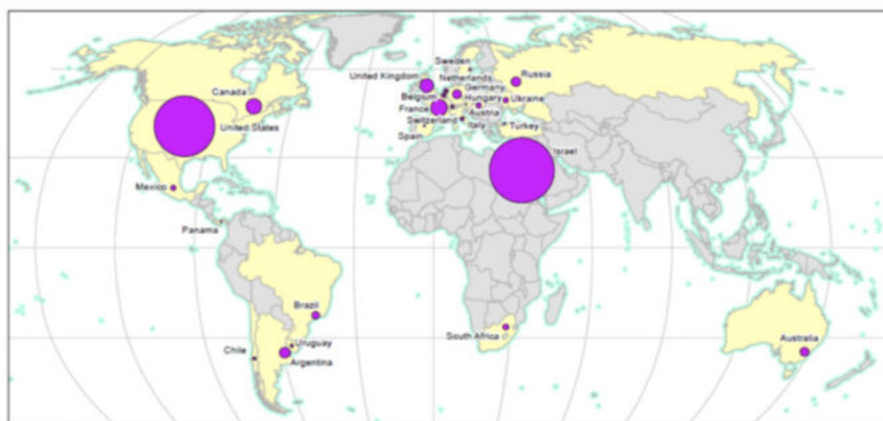 Sweden
United Kingdom
Netherlands
Russia
Canada
Germany
Belgium
Hungary
Ukraine
France
Austria
United States
Switzerland
Italy
Turkey
Spain
Israel
Mexico
Panama
Brazil
South Africa
Australia
Chile
Uruguay
Argentina